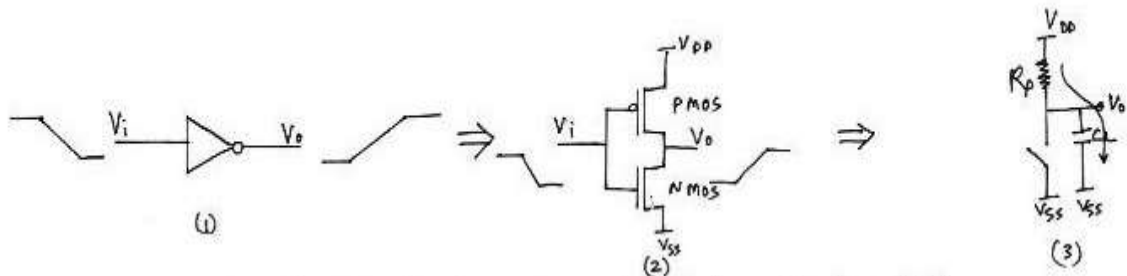 Vi
Vo
(1)
VDD
PMOS
Vi
Vo
NMOS
VSS
(2)
VDD
Rp
Vo
VSS
VSS
(3)